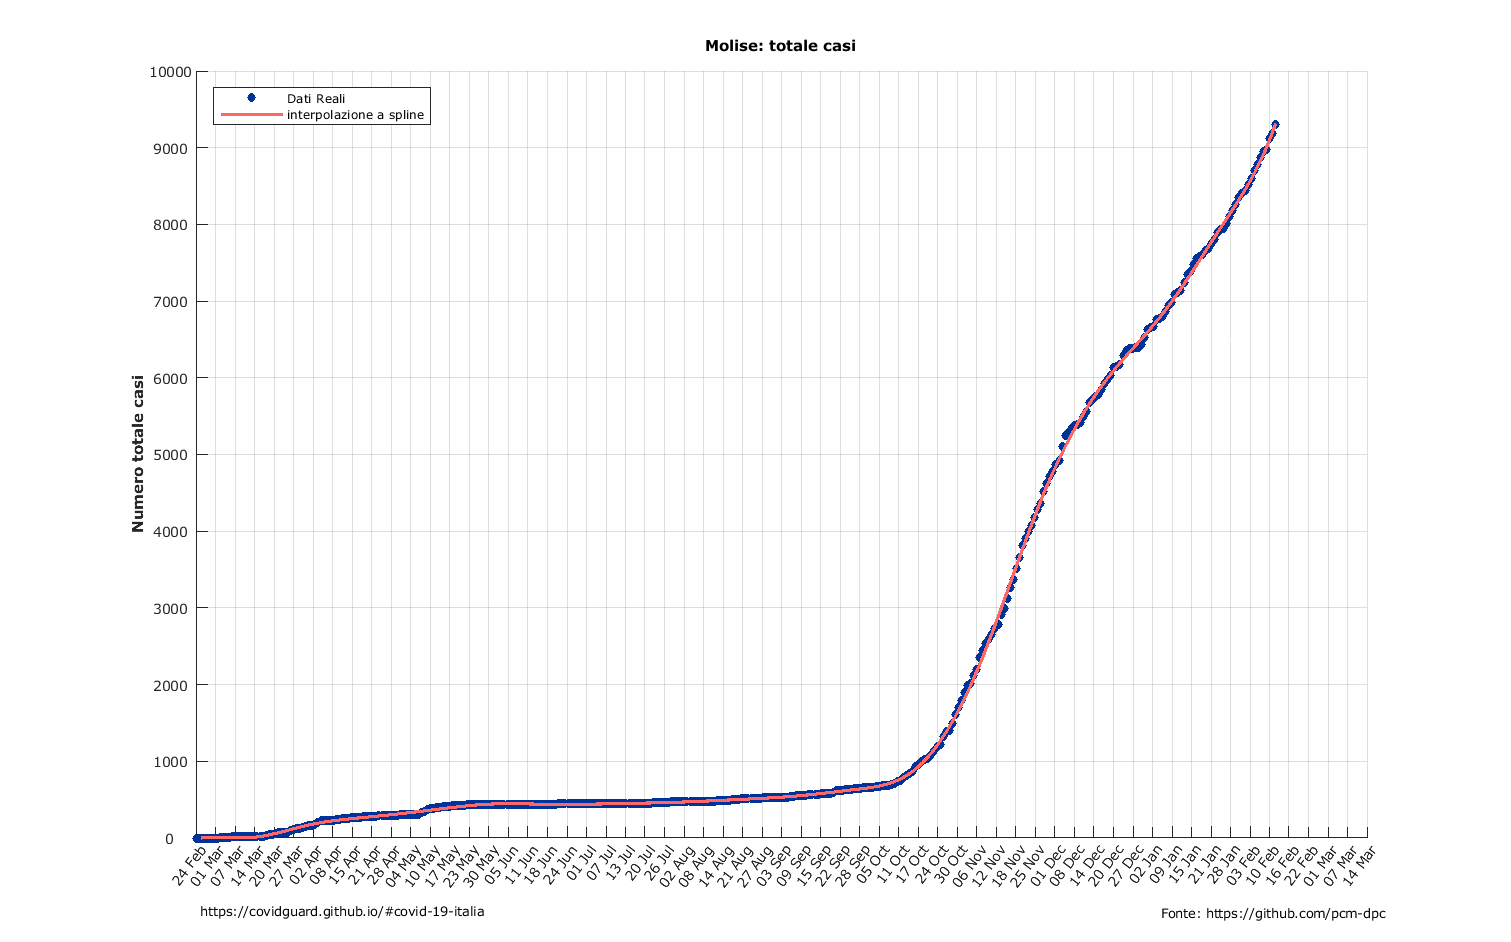 Molise: totale casi
Dati Reali
interpolazione a spline
Numero totale casi
10000
9000
8000
7000
6000
5000
4000
3000
2000
1000
0
24 Feb
01 Mar
07 Mar
14 Mar
20 Mar
27 Mar
02 Apr
08 Apr
15 Apr
21 Apr
28 Apr
04 May
10 May
17 May
23 May
30 May
05 Jun
11 Jun
18 Jun
24 Jun
01 Jul
07 Jul
13 Jul
20 Jul
26 Jul
02 Aug
08 Aug
14 Aug
21 Aug
27 Aug
03 Sep
09 Sep
15 Sep
22 Sep
28 Oct
05 Oct
11 Oct
17 Oct
24 Oct
30 Oct
06 Nov
12 Nov
18 Nov
25 Nov
01 Dec
08 Dec
14 Dec
20 Dec
27 Dec
02 Jan
09 Jan
15 Jan
21 Jan
28 Jan
03 Feb
10 Feb
16 Feb
22 Feb
01 Mar
07 Mar
14 Mar
https://covidguard.github.io/#covid-19-italia
Fonte: https://github.com/pcm-dpc